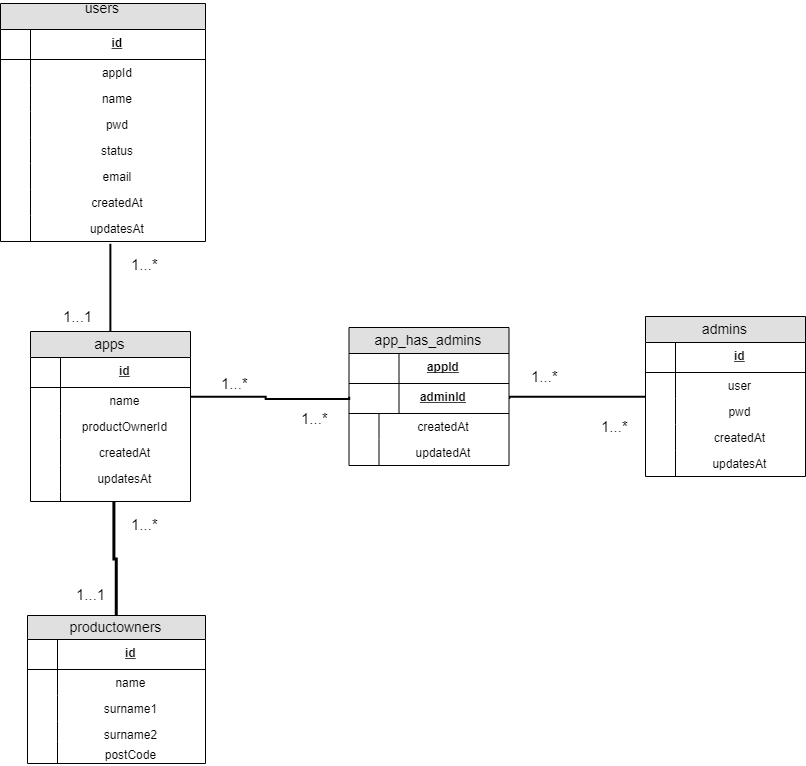 users
id
appId
name
pwd
status
email
createdAt
updatesAt
1...*
1...1
apps
id
name
productOwnerId
createdAt
updatesAt
1...*
1...*
app_has_admins
appId
adminId
createdAt
updatedAt
1...*
1...*
admins
id
user
pwd
createdAt
updatesAt
1...*
1...1
productowners
id
name
surname1
surname2
postCode